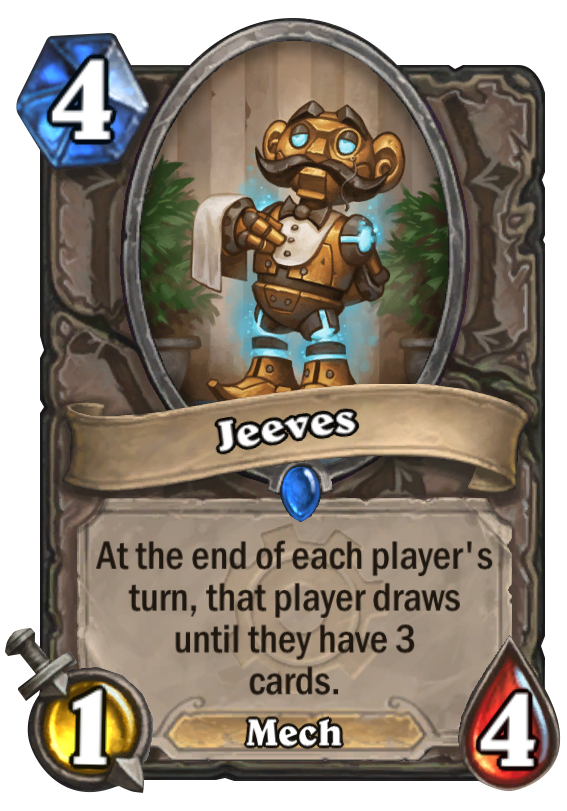 4
Jeeves
At the end of each player's
turn, that player draws
until they have 3
cards.
1
Mech
4